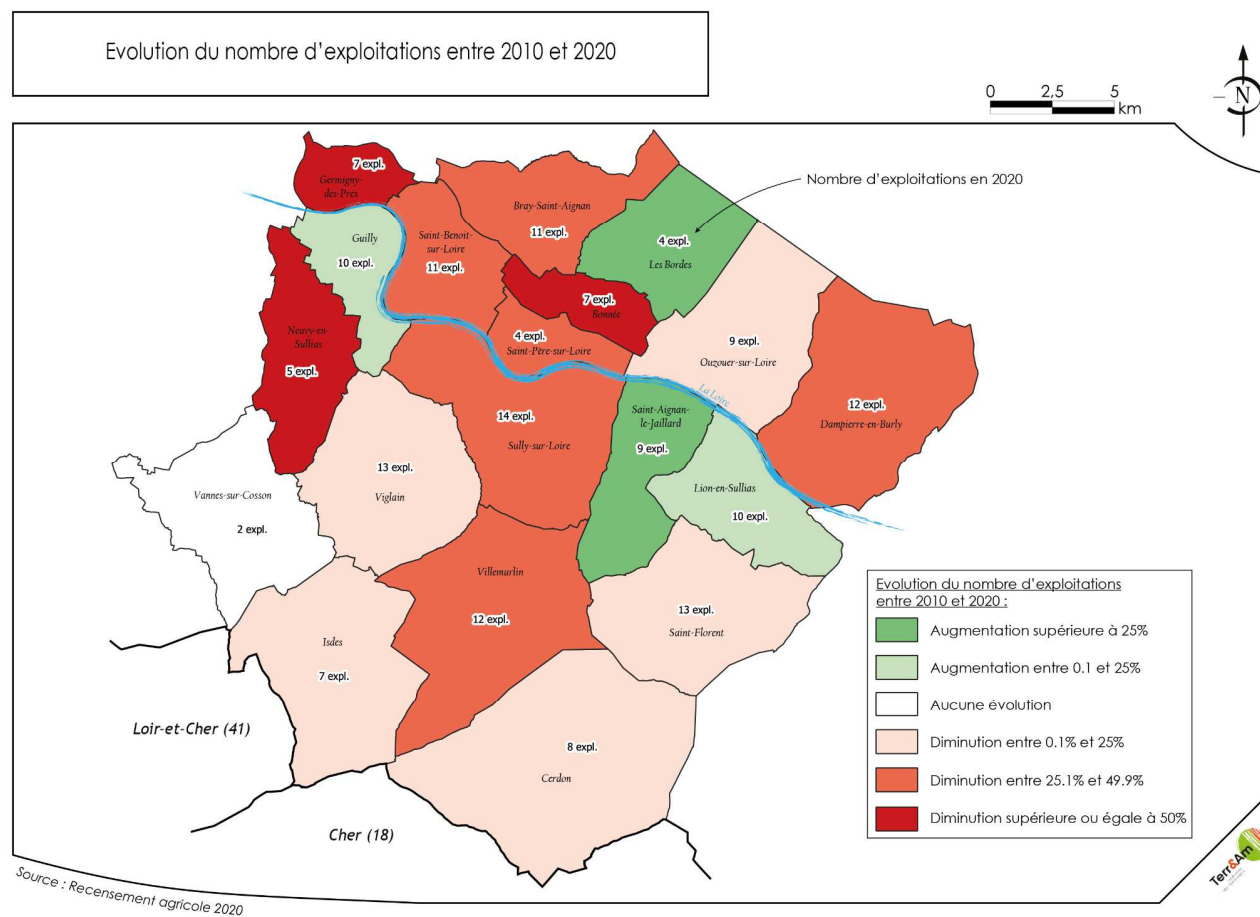 Evolution du nombre d'exploitations entre 2010 et 2020
0 2,5 5
km
N
7 expl.
Germigny-
des-Prés
Bray-Saint-Aignan
11 expl.
Nombre d'exploitations en 2020
Guilly
10 expl.
Saint-Benoit-
sur-Loire
11 expl.
4 expl.
Les Bordes
7 expl.
Bonnée
Neuvy-en-
Sullias
5 expl.
4 expl.
Saint-Père-sur-Loire
9 expl.
Ouzouer-sur-Loire
La Loire
12 expl.
Dampierre-en-Burly
14 expl.
Sully-sur-Loire
Saint-Aignan-
le-Jaillard
9 expl.
13 expl.
Viglain
Vannes-sur-Cosson
2 expl.
Lion-en-Sullias
10 expl.
Villemurlin
12 expl.
13 expl.
Saint-Florent
Isdes
7 expl.
8 expl.
Cerdon
Loir-et-Cher (41)
Cher (18)
Evolution du nombre d'exploitations
entre 2010 et 2020 :
Augmentation supérieure à 25%
Augmentation entre 0.1 et 25%
Aucune évolution
Diminution entre 0.1% et 25%
Diminution entre 25.1% et 49.9%
Diminution supérieure ou égale à 50%
Source : Recensement agricole 2020
Terr&Am